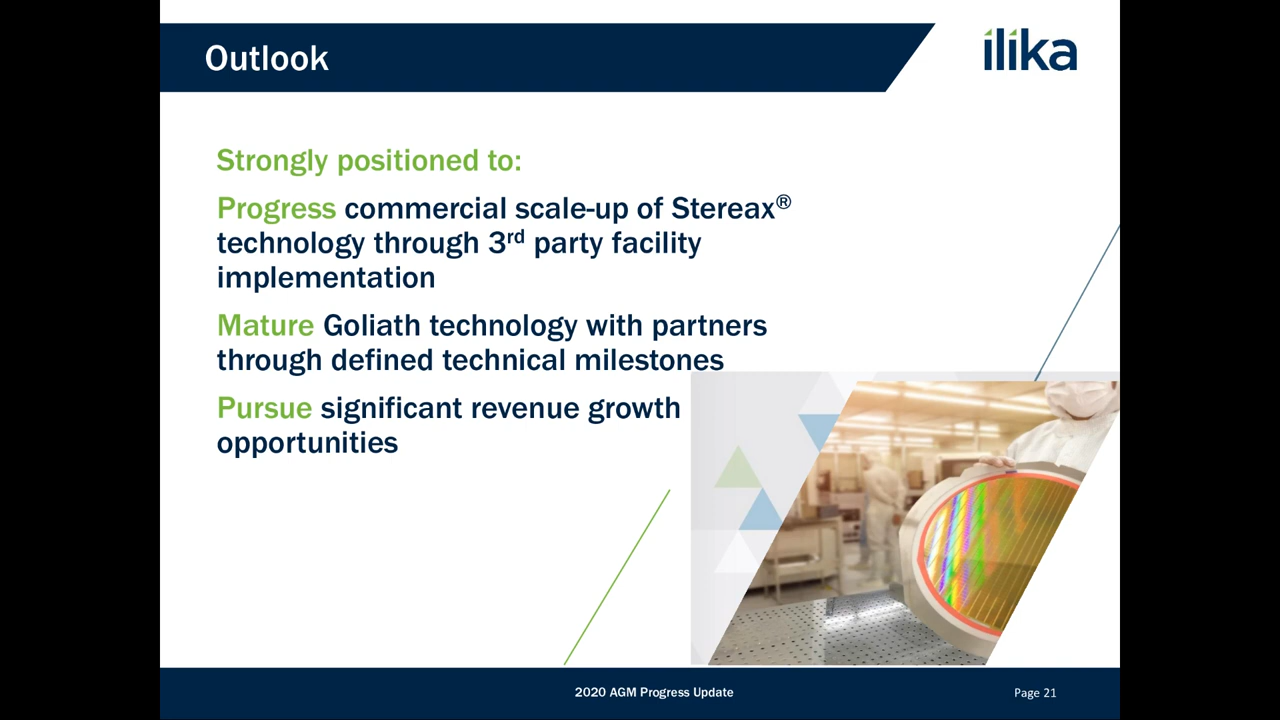 Outlook
ilika
Strongly positioned to:
Progress commercial scale-up of Stereax®
technology through 3rd party facility
implementation
Mature Goliath technology with partners
through defined technical milestones
Pursue significant revenue growth
opportunities
2020 AGM Progress Update
Page 21